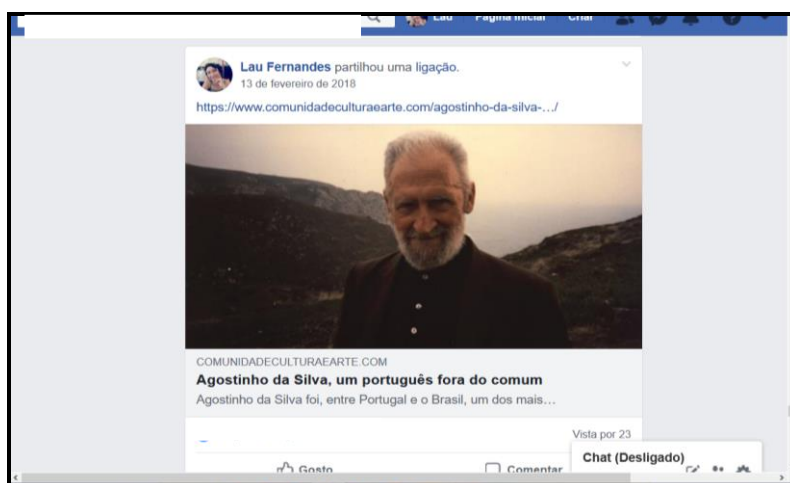 Lau Página Inicial Criar
Lau Fernandes partilhou uma ligação.
13 de fevereiro de 2018
https://www.comunidadeculturaearte.com/agostinho-da-silva-…/
COMUNIDADECULTURAEARTE.COM
Agostinho da Silva, um português fora do comum
Agostinho da Silva foi, entre Portugal e o Brasil, um dos mais…
Vista por 23
Gosto Comentar
Chat (Desligado)